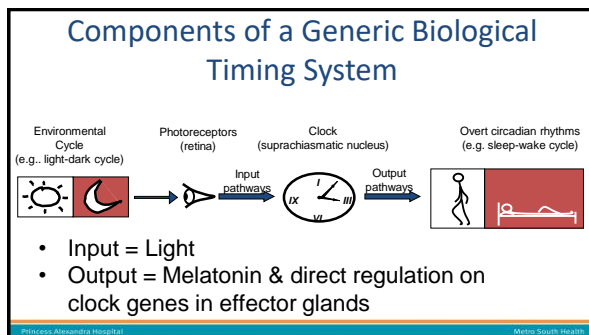 Components of a Generic Biological
Timing System
Environmental
Cycle
(e.g.. light-dark cycle)
Photoreceptors
(retina)
Clock
(suprachiasmatic nucleus)
Overt circadian rhythms
(e.g. sleep-wake cycle)
Input
pathways
I
IX
III
VI
Output
pathways
• Input = Light
• Output = Melatonin & direct regulation on
clock genes in effector glands
Princess Alexandra Hospital
Metro South Health